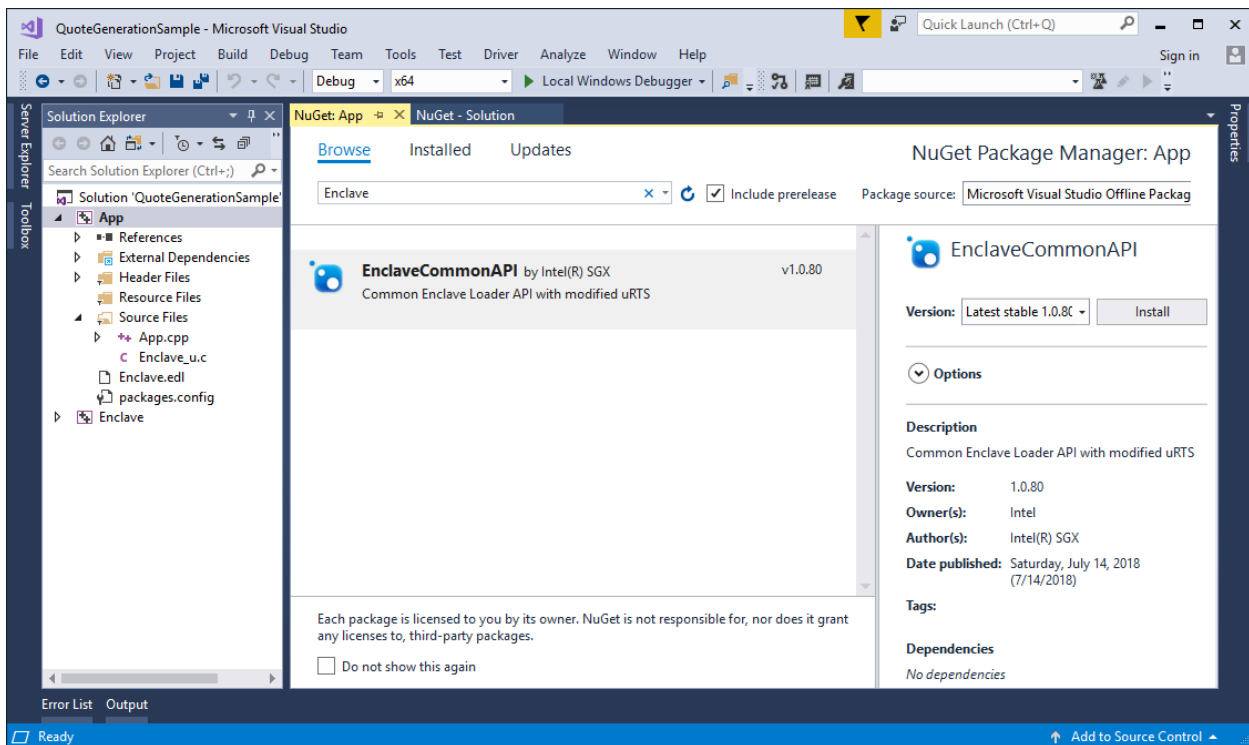 QuoteGenerationSample - Microsoft Visual Studio
Quick Launch (Ctrl+Q)
File Edit View Project Build Debug Team Tools Test Driver Analyze Window Help
Sign in
Debug x64 Local Windows Debugger
Server Explorer
Toolbox
Solution Explorer
Search Solution Explorer (Ctrl+;)
Solution 'QuoteGenerationSample'
App
References
External Dependencies
Header Files
Resource Files
Source Files
App.cpp
Enclave_u.c
Enclave.edl
packages.config
Enclave
NuGet: App NuGet - Solution
Browse Installed Updates
NuGet Package Manager: App
Enclave
Include prerelease
Package source: Microsoft Visual Studio Offline Packag
EnclaveCommonAPI by Intel(R) SGX v1.0.80
Common Enclave Loader API with modified uRTS
Each package is licensed to you by its owner. NuGet is not responsible for, nor does it grant
any licenses to, third-party packages.
Do not show this again
EnclaveCommonAPI
Version: Latest stable 1.0.80 Install
Options
Description
Common Enclave Loader API with modified uRTS
Version: 1.0.80
Owner(s): Intel
Author(s): Intel(R) SGX
Date published: Saturday, July 14, 2018
(7/14/2018)
Tags:
Dependencies
No dependencies
Properties
Error List Output
Ready
Add to Source Control